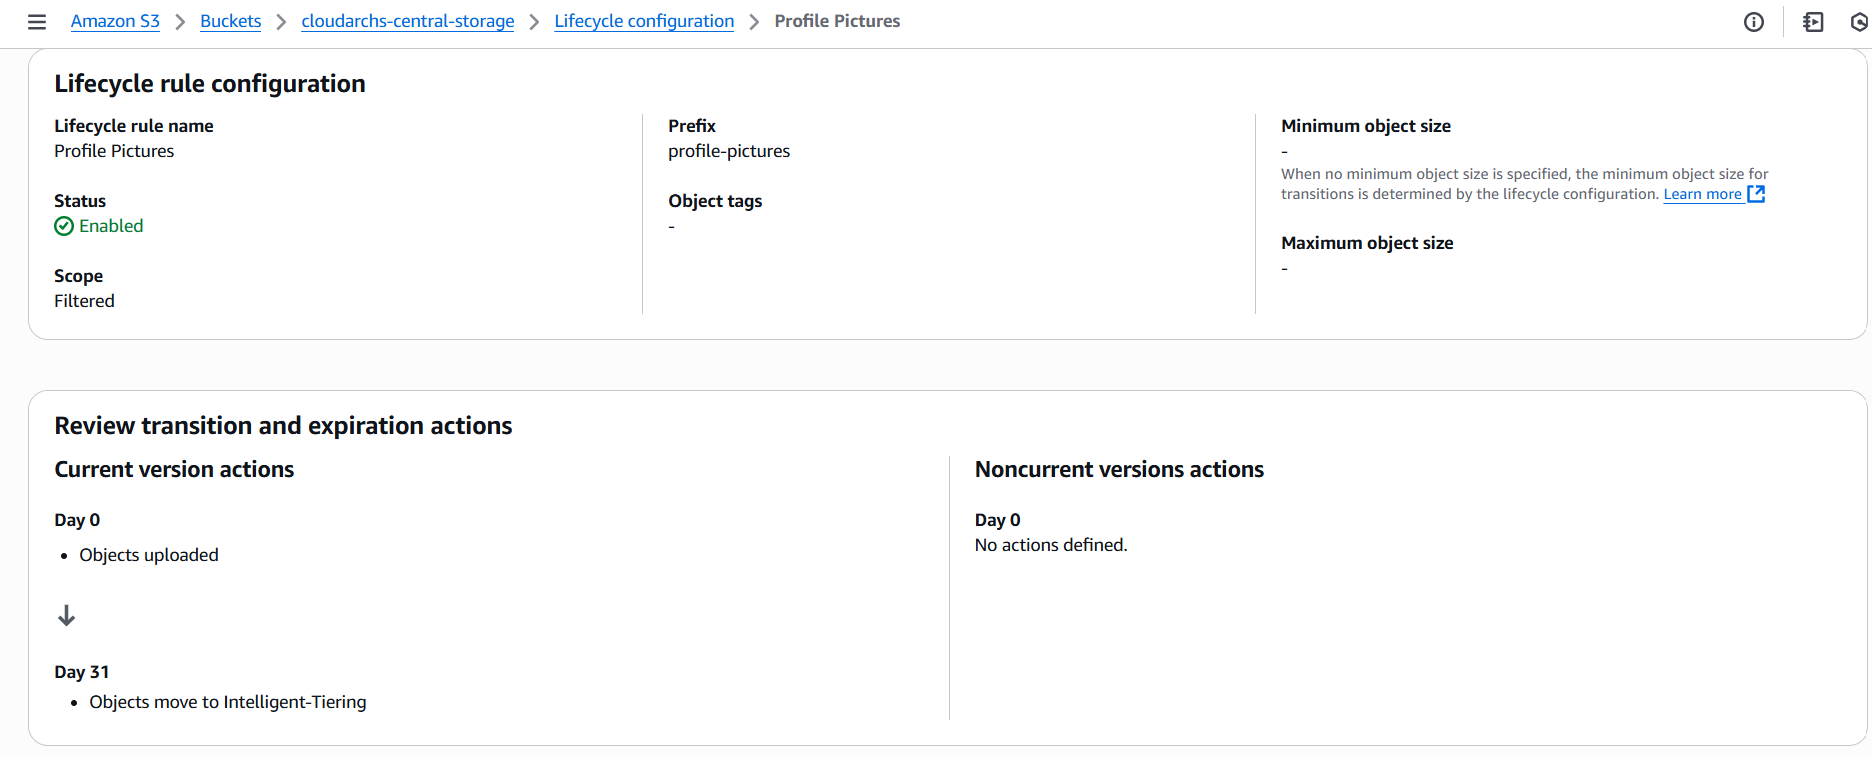 Amazon S3 > Buckets > cloudarchs-central-storage > Lifecycle configuration > Profile Pictures
Lifecycle rule configuration
Lifecycle rule name
Profile Pictures
Status
Enabled
Scope
Filtered
Prefix
profile-pictures
Object tags
-
Minimum object size
-
When no minimum object size is specified, the minimum object size for
transitions is determined by the lifecycle configuration. Learn more
Maximum object size
-
Review transition and expiration actions
Current version actions
Day 0
• Objects uploaded
↓
Day 31
• Objects move to Intelligent-Tiering
Noncurrent versions actions
Day 0
No actions defined.